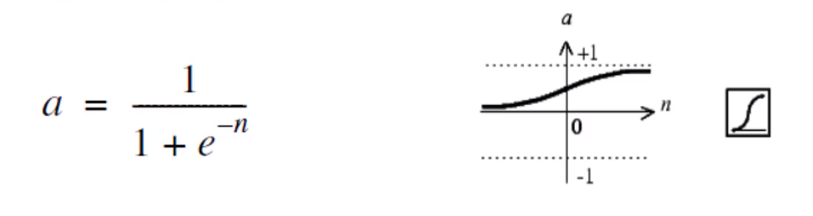 a = 1 / (1 + e^{-n})
a
+1
n
0
-1